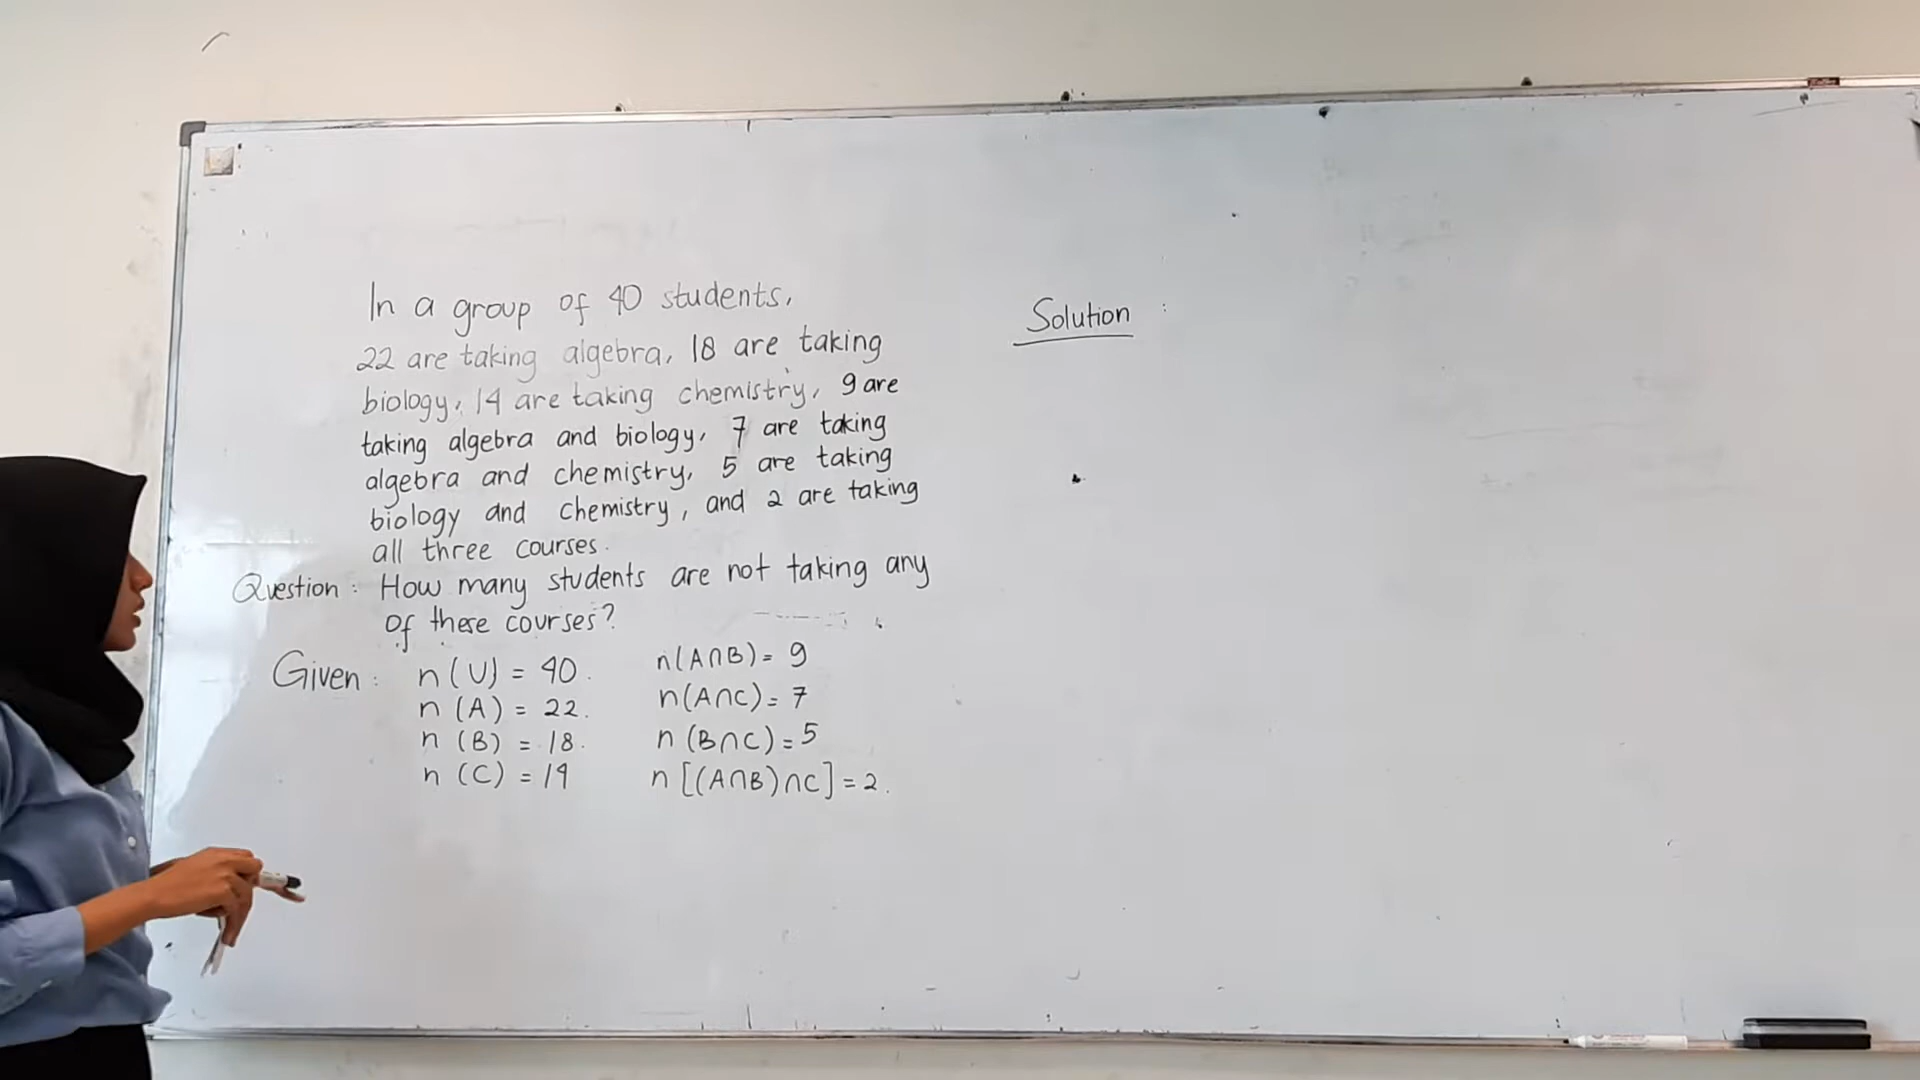 In a group of 40 students,
22 are taking algebra, 18 are taking
biology, 14 are taking chemistry, 9 are
taking algebra and biology, 7 are taking
algebra and chemistry, 5 are taking
biology and chemistry, and 2 are taking
all three courses.
Question : How many students are not taking any
of these courses?
Given : n(U) = 40. n(A∩B) = 9
n(A) = 22. n(A∩C) = 7
n(B) = 18. n(B∩C) = 5
n(C) = 14 n[(A∩B)∩C] = 2.
Solution :